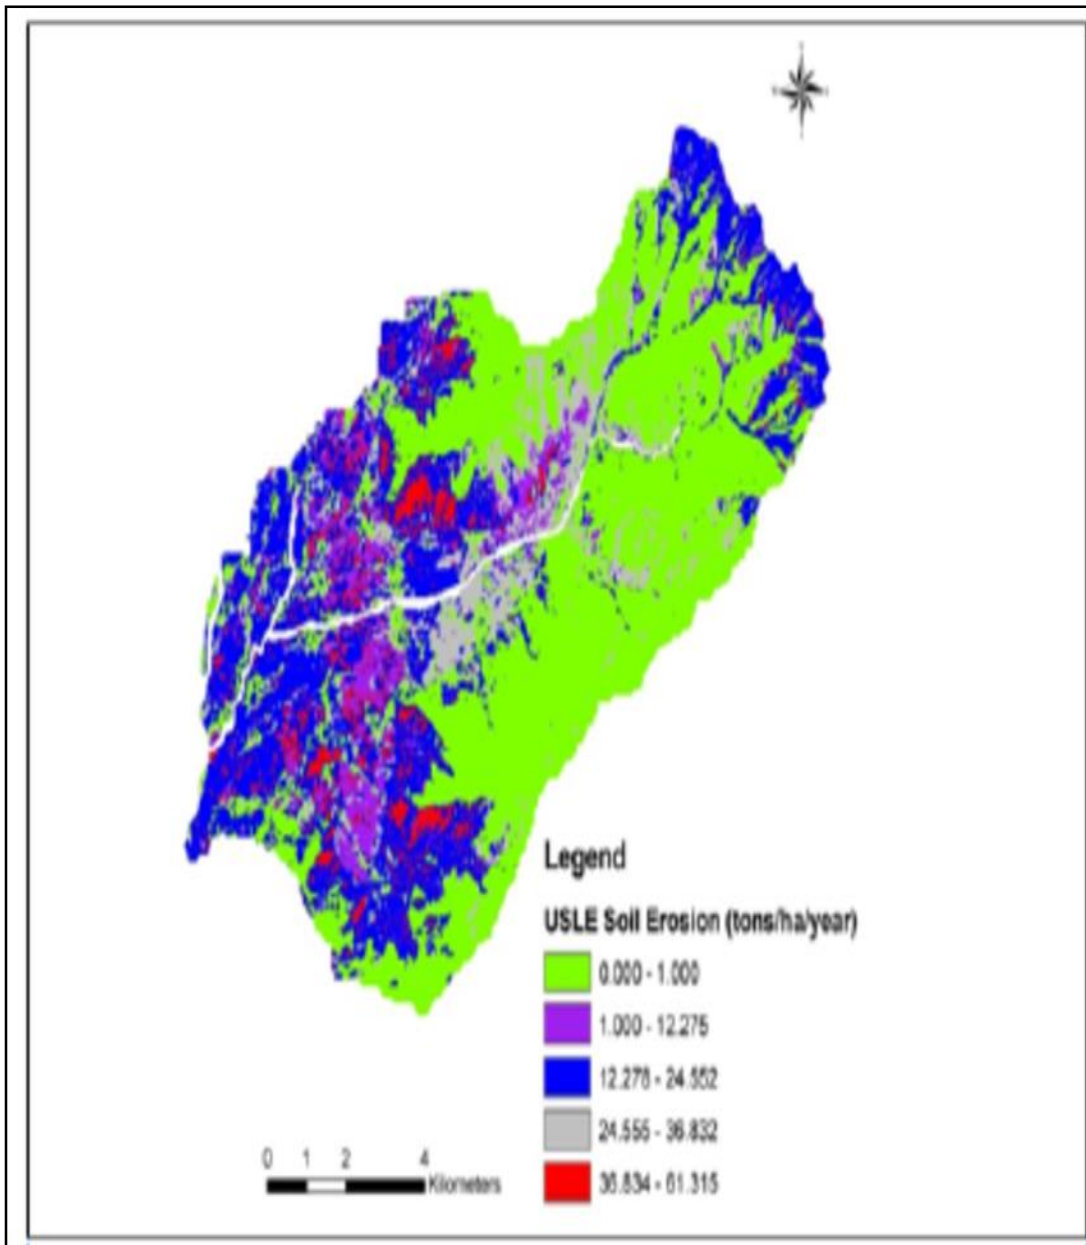 Legend
USLE Soil Erosion (tons/ha/year)
0.000 - 1.000
1.000 - 12.275
12.278 - 24.552
24.555 - 36.832
36.834 - 61.315
0 1 2 4
Kilometers